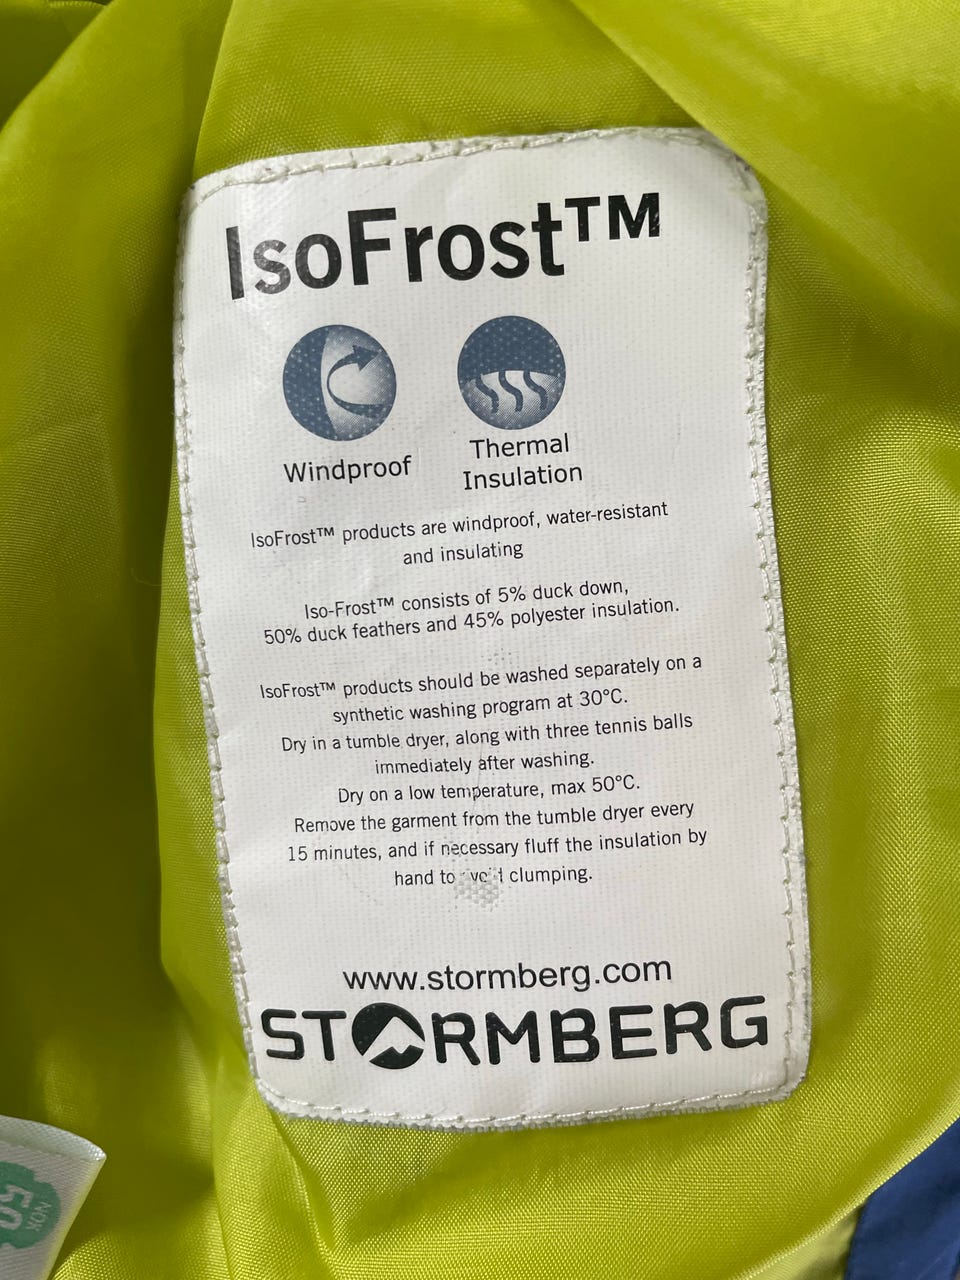 IsoFrost™
Windproof
Thermal
Insulation
IsoFrost™ products are windproof, water-resistant
and insulating
Iso-Frost™ consists of 5% duck down,
50% duck feathers and 45% polyester insulation.
IsoFrost™ products should be washed separately on a
synthetic washing program at 30°C.
Dry in a tumble dryer, along with three tennis balls
immediately after washing.
Dry on a low temperature, max 50°C.
Remove the garment from the tumble dryer every
15 minutes, and if necessary fluff the insulation by
hand to avoid clumping.
www.stormberg.com
STORMBERG
NOK
50